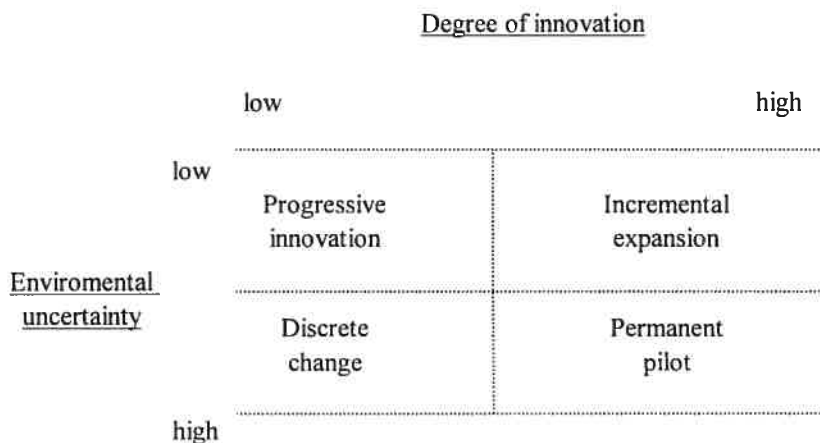 Degree of innovation
low high
low
Progressive Incremental
innovation expansion
Enviromental
uncertainty
Discrete Permanent
change pilot
high